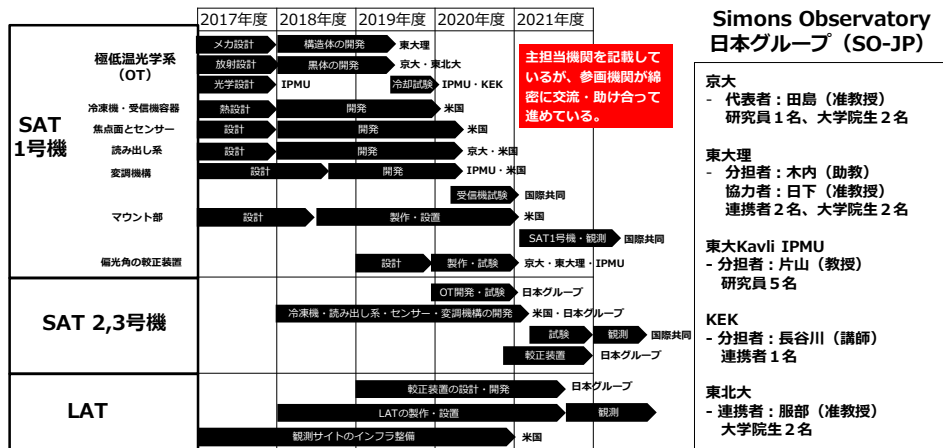 2017年度 2018年度 2019年度 2020年度 2021年度
SAT
1号機
極低温光学系
（OT）
メカ設計 構造体の開発 東大理
放射設計 黒体の開発 京大・東北大
光学設計 IPMU 冷却試験 IPMU・KEK
冷凍機・受信機容器 熱設計 開発 米国
焦点面とセンサー 設計 開発 米国
読み出し系 設計 開発 京大・米国
変調機構 設計 開発 IPMU・米国
受信機試験 国際共同
マウント部 設計 製作・設置 米国
SAT1号機・観測 国際共同
偏光角の較正装置 設計 製作・試験 京大・東大理・IPMU
主担当機関を記載して
いるが、参画機関が綿
密に交流・助け合って
進めている。
SAT 2,3号機
OT開発・試験 日本グループ
冷凍機・読み出し系・センサー・変調機構の開発 米国・日本グループ
試験 観測 国際共同
較正装置 日本グループ
LAT
較正装置の設計・開発 日本グループ
LATの製作・設置 観測
観測サイトのインフラ整備 米国
Simons Observatory
日本グループ（SO-JP）
京大
- 代表者：田島（准教授）
研究員１名、大学院生２名
東大理
- 分担者：木内（助教）
協力者：日下（准教授）
連携者２名、大学院生２名
東大Kavli IPMU
- 分担者：片山（教授）
研究員５名
KEK
- 分担者：長谷川（講師）
連携者１名
東北大
- 連携者：服部（准教授）
大学院生２名